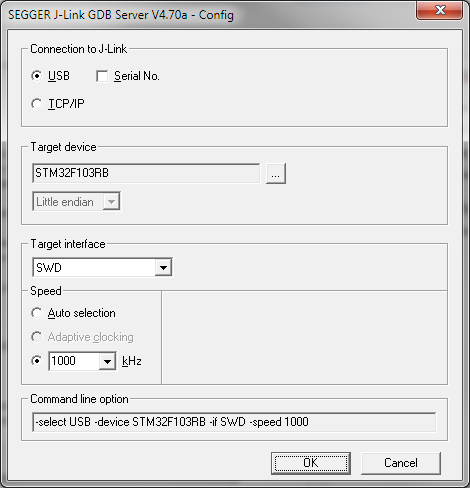 SEGGER J-Link GDB Server V4.70a - Config
Connection to J-Link
USB
Serial No.
TCP/IP
Target device
STM32F103RB
...
Little endian
Target interface
SWD
Speed
Auto selection
Adaptive clocking
1000
kHz
Command line option
-select USB -device STM32F103RB -if SWD -speed 1000
OK
Cancel